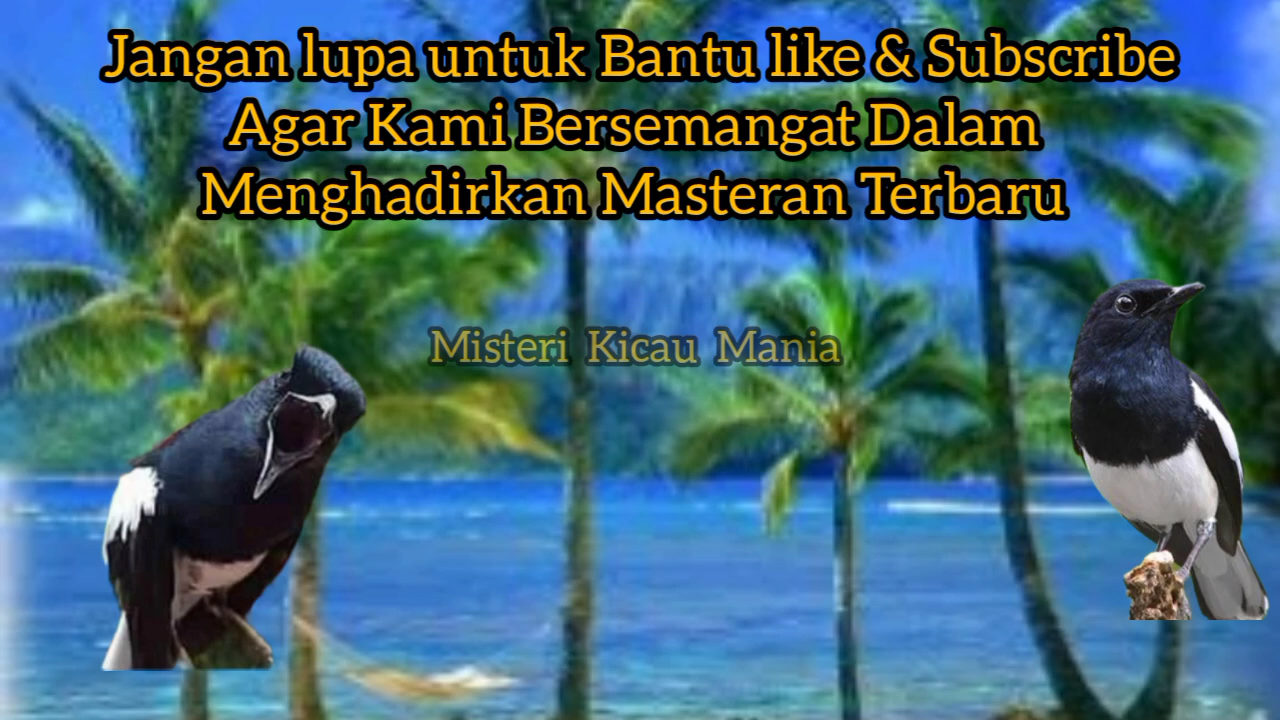 Jangan lupa untuk Bantu like & Subscribe
Agar Kami Bersemangat Dalam
Menghadirkan Masteran Terbaru
Misteri Kicau Mania